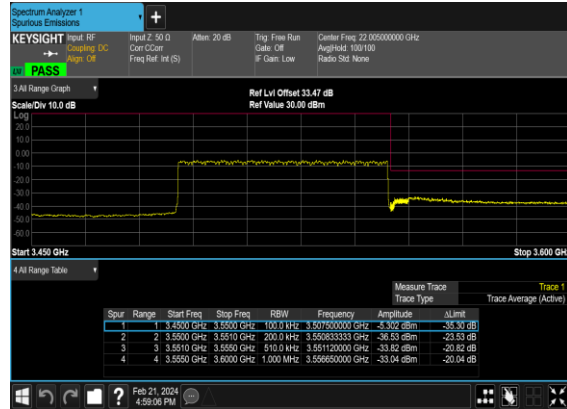 Spectrum Analyzer 1
Spurious Emissions
+
KEYSIGHT Input: RF Input Z: 50 Ω Atten: 20 dB Trig: Free Run Center Freq: 22.005000000 GHz
Coupling: DC Corr CCorr Gate: Off Avg|Hold: 100/100
Align: Off Freq Ref: Int (S) IF Gain: Low Radio Std: None
PASS
3 All Range Graph
Ref Lvl Offset 33.47 dB
Scale/Div 10.0 dB Ref Value 30.00 dBm
Log
20.0
10.0
0.00
-10.0
-20.0
-30.0
-40.0
-50.0
-60.0
Start 3.450 GHz Stop 3.600 GH
4 All Range Table
Measure Trace Trace 1
Trace Type Trace Average (Active)
Spur Range Start Freq Stop Freq RBW Frequency Amplitude ΔLimit
1 1 3.4500 GHz 3.5500 GHz 100.0 kHz 3.507500000 GHz -5.302 dBm -35.30 dB
2 2 3.5500 GHz 3.5510 GHz 200.0 kHz 3.550833333 GHz -36.53 dBm -23.53 dB
3 3 3.5510 GHz 3.5550 GHz 510.0 kHz 3.551120000 GHz -33.82 dBm -20.82 dB
4 4 3.5550 GHz 3.6000 GHz 1.000 MHz 3.556650000 GHz -33.04 dBm -20.04 dB
? Feb 21, 2024
4:59:06 PM